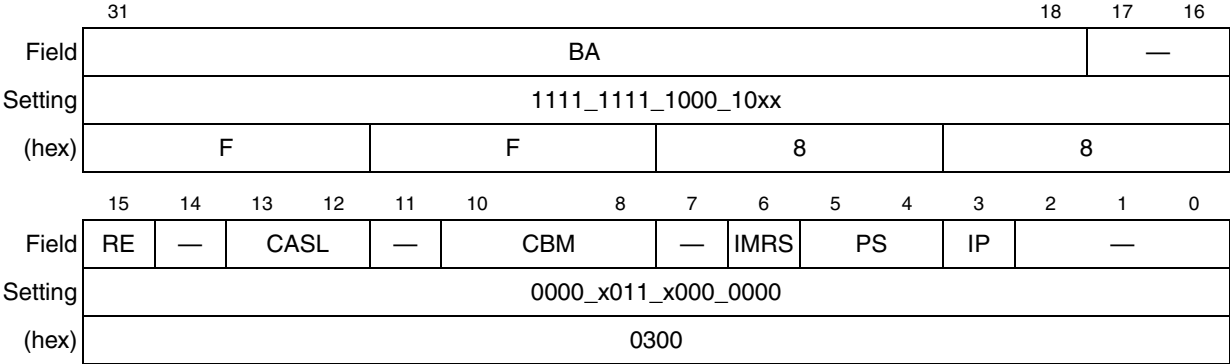 31 18 17 16
Field BA —
Setting 1111_1111_1000_10xx
(hex) F F 8 8
15 14 13 12 11 10 8 7 6 5 4 3 2 1 0
Field RE — CASL — CBM — IMRS PS IP —
Setting 0000_x011_x000_0000
(hex) 0300